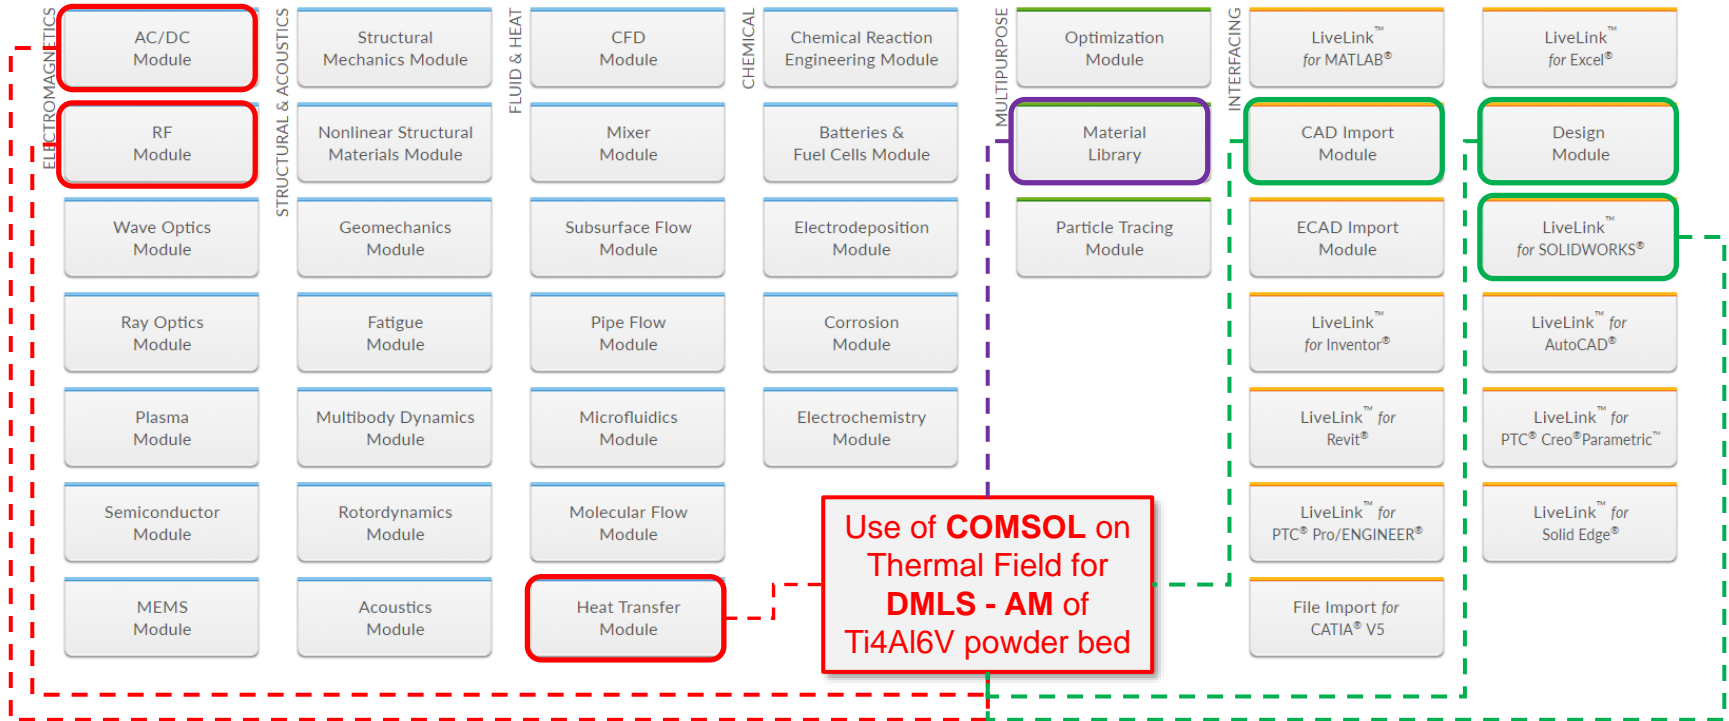 ELECTROMAGNETICS
AC/DC
Module
RF
Module
Wave Optics
Module
Ray Optics
Module
Plasma
Module
Semiconductor
Module
MEMS
Module
STRUCTURAL & ACOUSTICS
Structural
Mechanics Module
Nonlinear Structural
Materials Module
Geomechanics
Module
Fatigue
Module
Multibody Dynamics
Module
Rotordynamics
Module
Acoustics
Module
FLUID & HEAT
CFD
Module
Mixer
Module
Subsurface Flow
Module
Pipe Flow
Module
Microfluidics
Module
Molecular Flow
Module
Heat Transfer
Module
CHEMICAL
Chemical Reaction
Engineering Module
Batteries &
Fuel Cells Module
Electrodeposition
Module
Corrosion
Module
Electrochemistry
Module
MULTIPURPOSE
Optimization
Module
Material
Library
Particle Tracing
Module
INTERFACING
LiveLink™
for MATLAB®
CAD Import
Module
ECAD Import
Module
LiveLink™
for Inventor®
LiveLink™ for
Revit®
LiveLink™ for
PTC® Pro/ENGINEER®
File Import for
CATIA® V5
LiveLink™
for Excel®
Design
Module
LiveLink™
for SOLIDWORKS®
LiveLink™ for
AutoCAD®
LiveLink™ for
PTC® Creo®Parametric™
LiveLink™ for
Solid Edge®
Use of COMSOL on
Thermal Field for
DMLS - AM of
Ti4Al6V powder bed